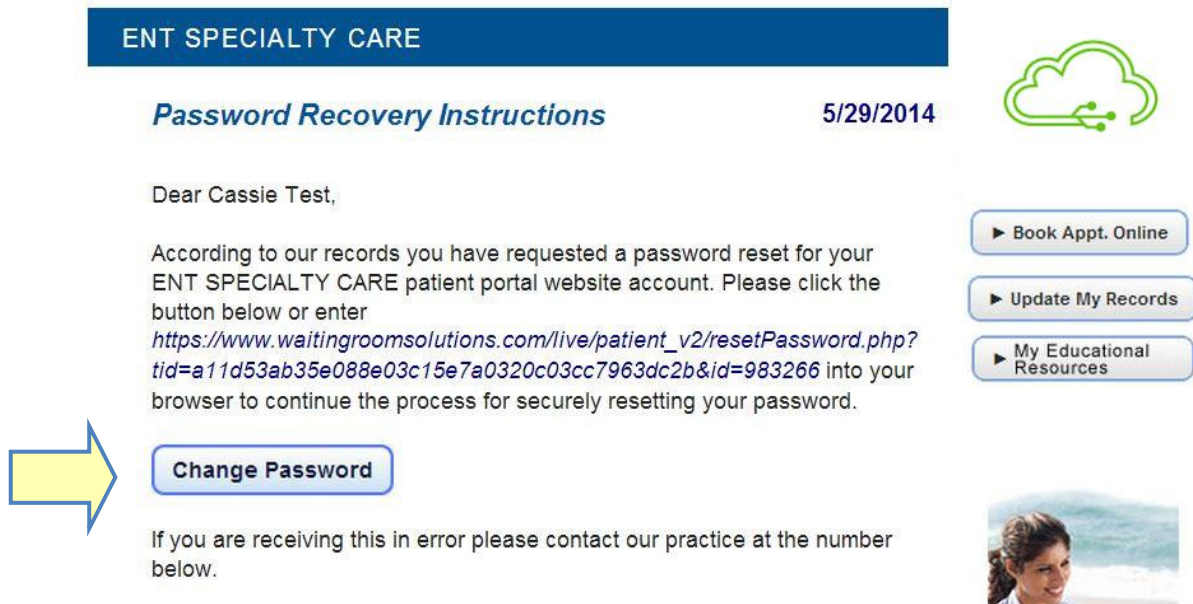 ENT SPECIALTY CARE
Password Recovery Instructions 5/29/2014
Dear Cassie Test,
According to our records you have requested a password reset for your
ENT SPECIALTY CARE patient portal website account. Please click the
button below or enter
https://www.waitingroomsolutions.com/live/patient_v2/resetPassword.php?
tid=a11d53ab35e088e03c15e7a0320c03cc7963dc2b&id=983266 into your
browser to continue the process for securely resetting your password.
Change Password
If you are receiving this in error please contact our practice at the number
below.
► Book Appt. Online
► Update My Records
► My Educational
Resources